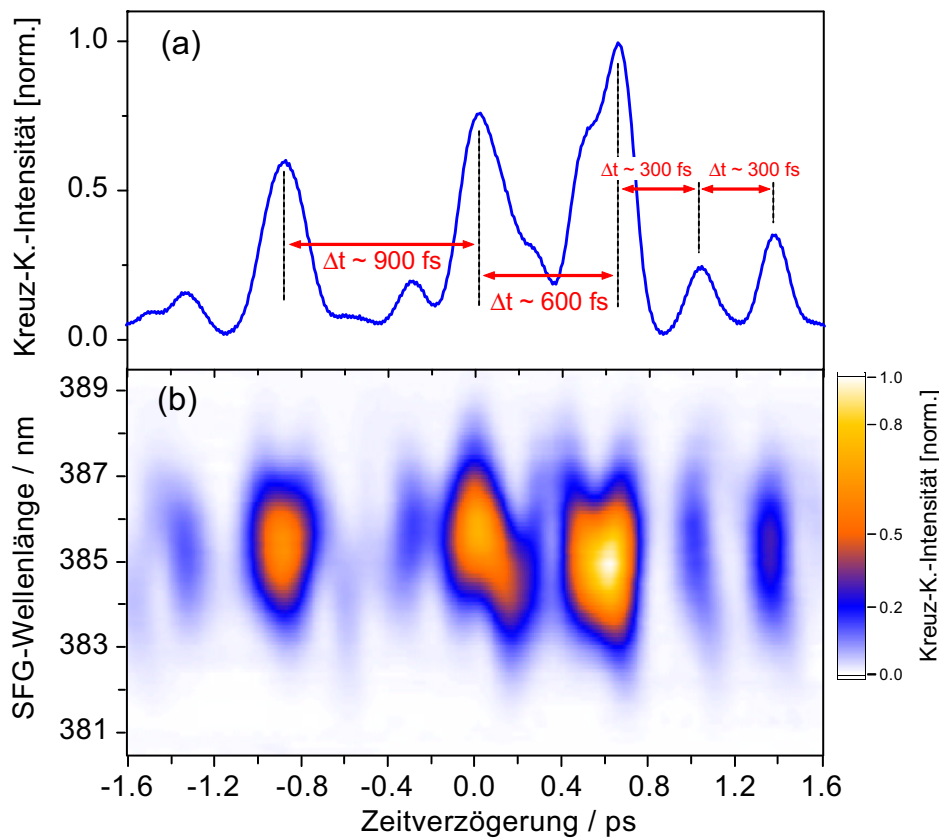 (a)
Kreuz-K.-Intensität [norm.]
1.0
0.5
0.0
Δt ~ 900 fs
Δt ~ 600 fs
Δt ~ 300 fs
Δt ~ 300 fs
(b)
SFG-Wellenlänge / nm
389
387
385
383
381
-1.6 -1.2 -0.8 -0.4 0.0 0.4 0.8 1.2 1.6
Zeitverzögerung / ps
1.0
0.8
0.5
0.2
0.0
Kreuz-K.-Intensität [norm.]